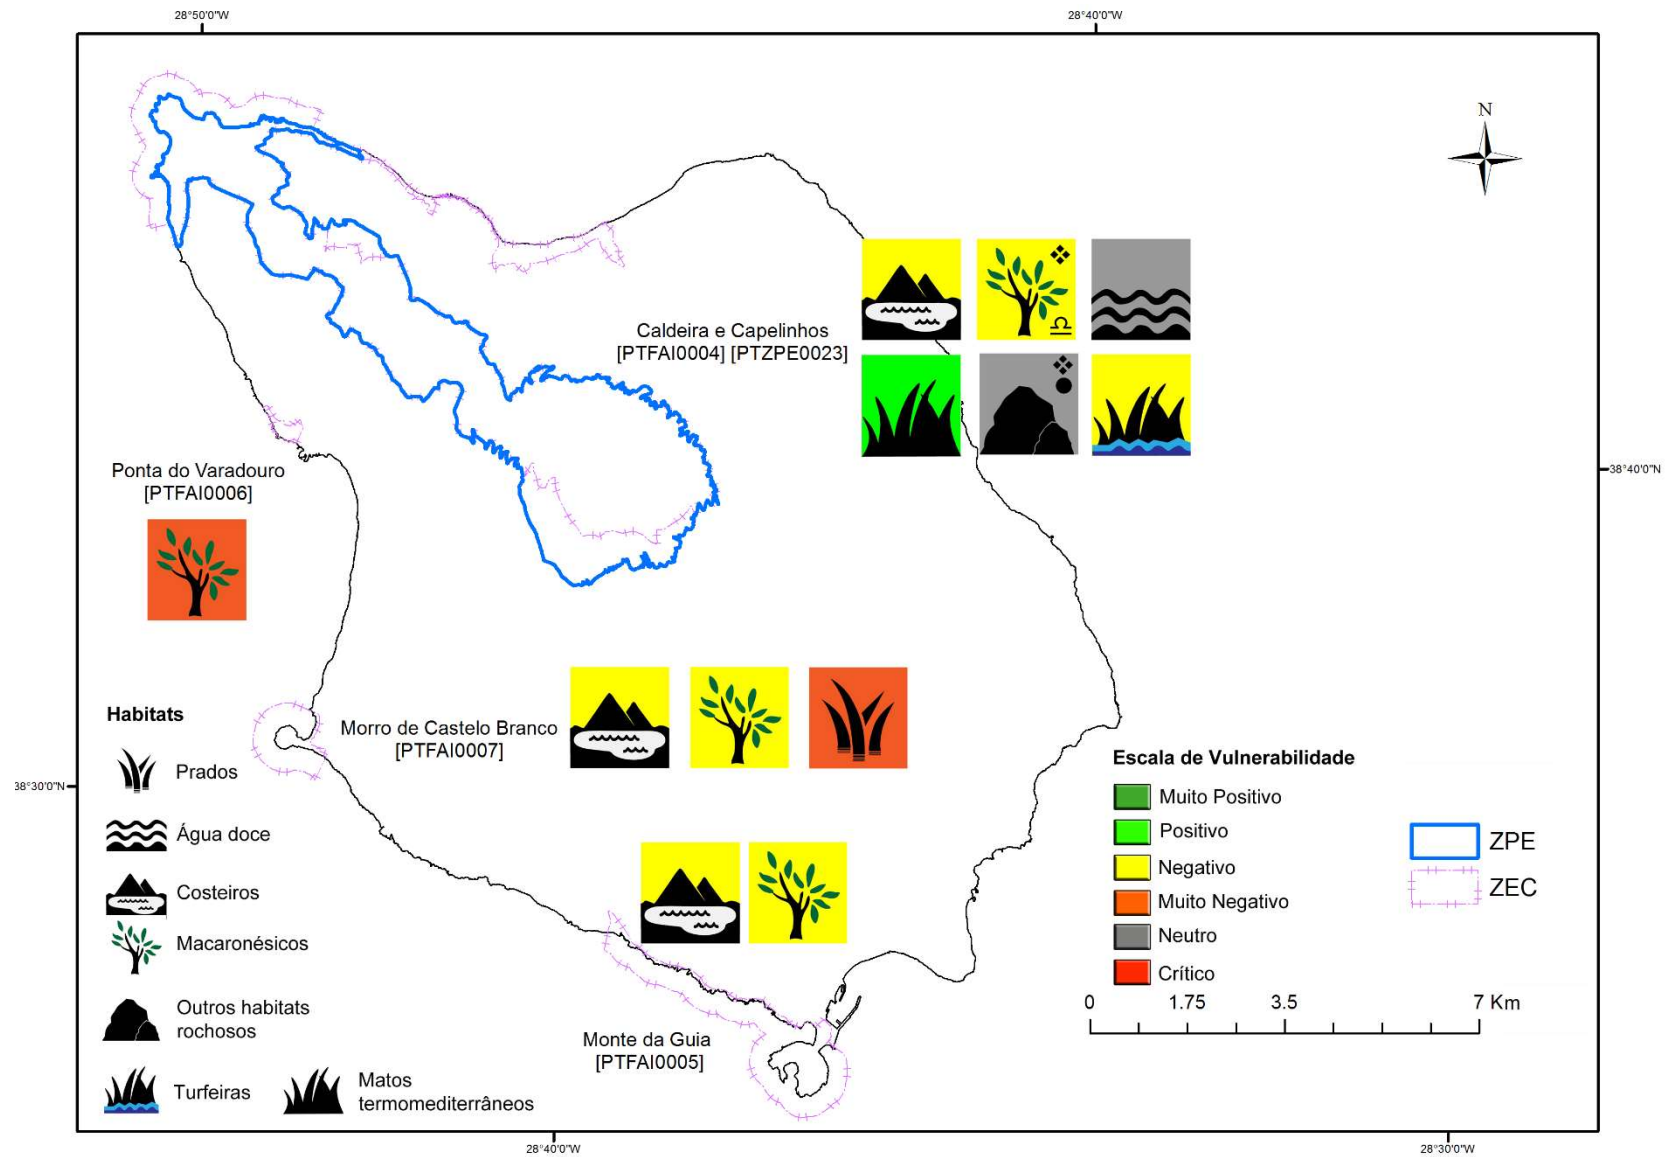 28°50'0"W
28°40'0"W
N
Caldeira e Capelinhos
[PTFAI0004] [PTZPE0023]
Ponta do Varadouro
[PTFAI0006]
38°40'0"N
Habitats
Prados
Água doce
Costeiros
Macaronésicos
Outros habitats
rochosos
Turfeiras
Matos
termomediterrâneos
Morro de Castelo Branco
[PTFAI0007]
38°30'0"N
Monte da Guia
[PTFAI0005]
Escala de Vulnerabilidade
Muito Positivo
Positivo
Negativo
Muito Negativo
Neutro
Crítico
ZPE
ZEC
0 1.75 3.5 7 Km
28°40'0"W
28°30'0"W